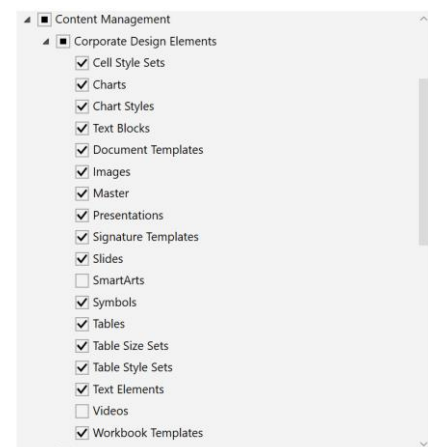 Content Management
Corporate Design Elements
Cell Style Sets
Charts
Chart Styles
Text Blocks
Document Templates
Images
Master
Presentations
Signature Templates
Slides
SmartArts
Symbols
Tables
Table Size Sets
Table Style Sets
Text Elements
Videos
Workbook Templates